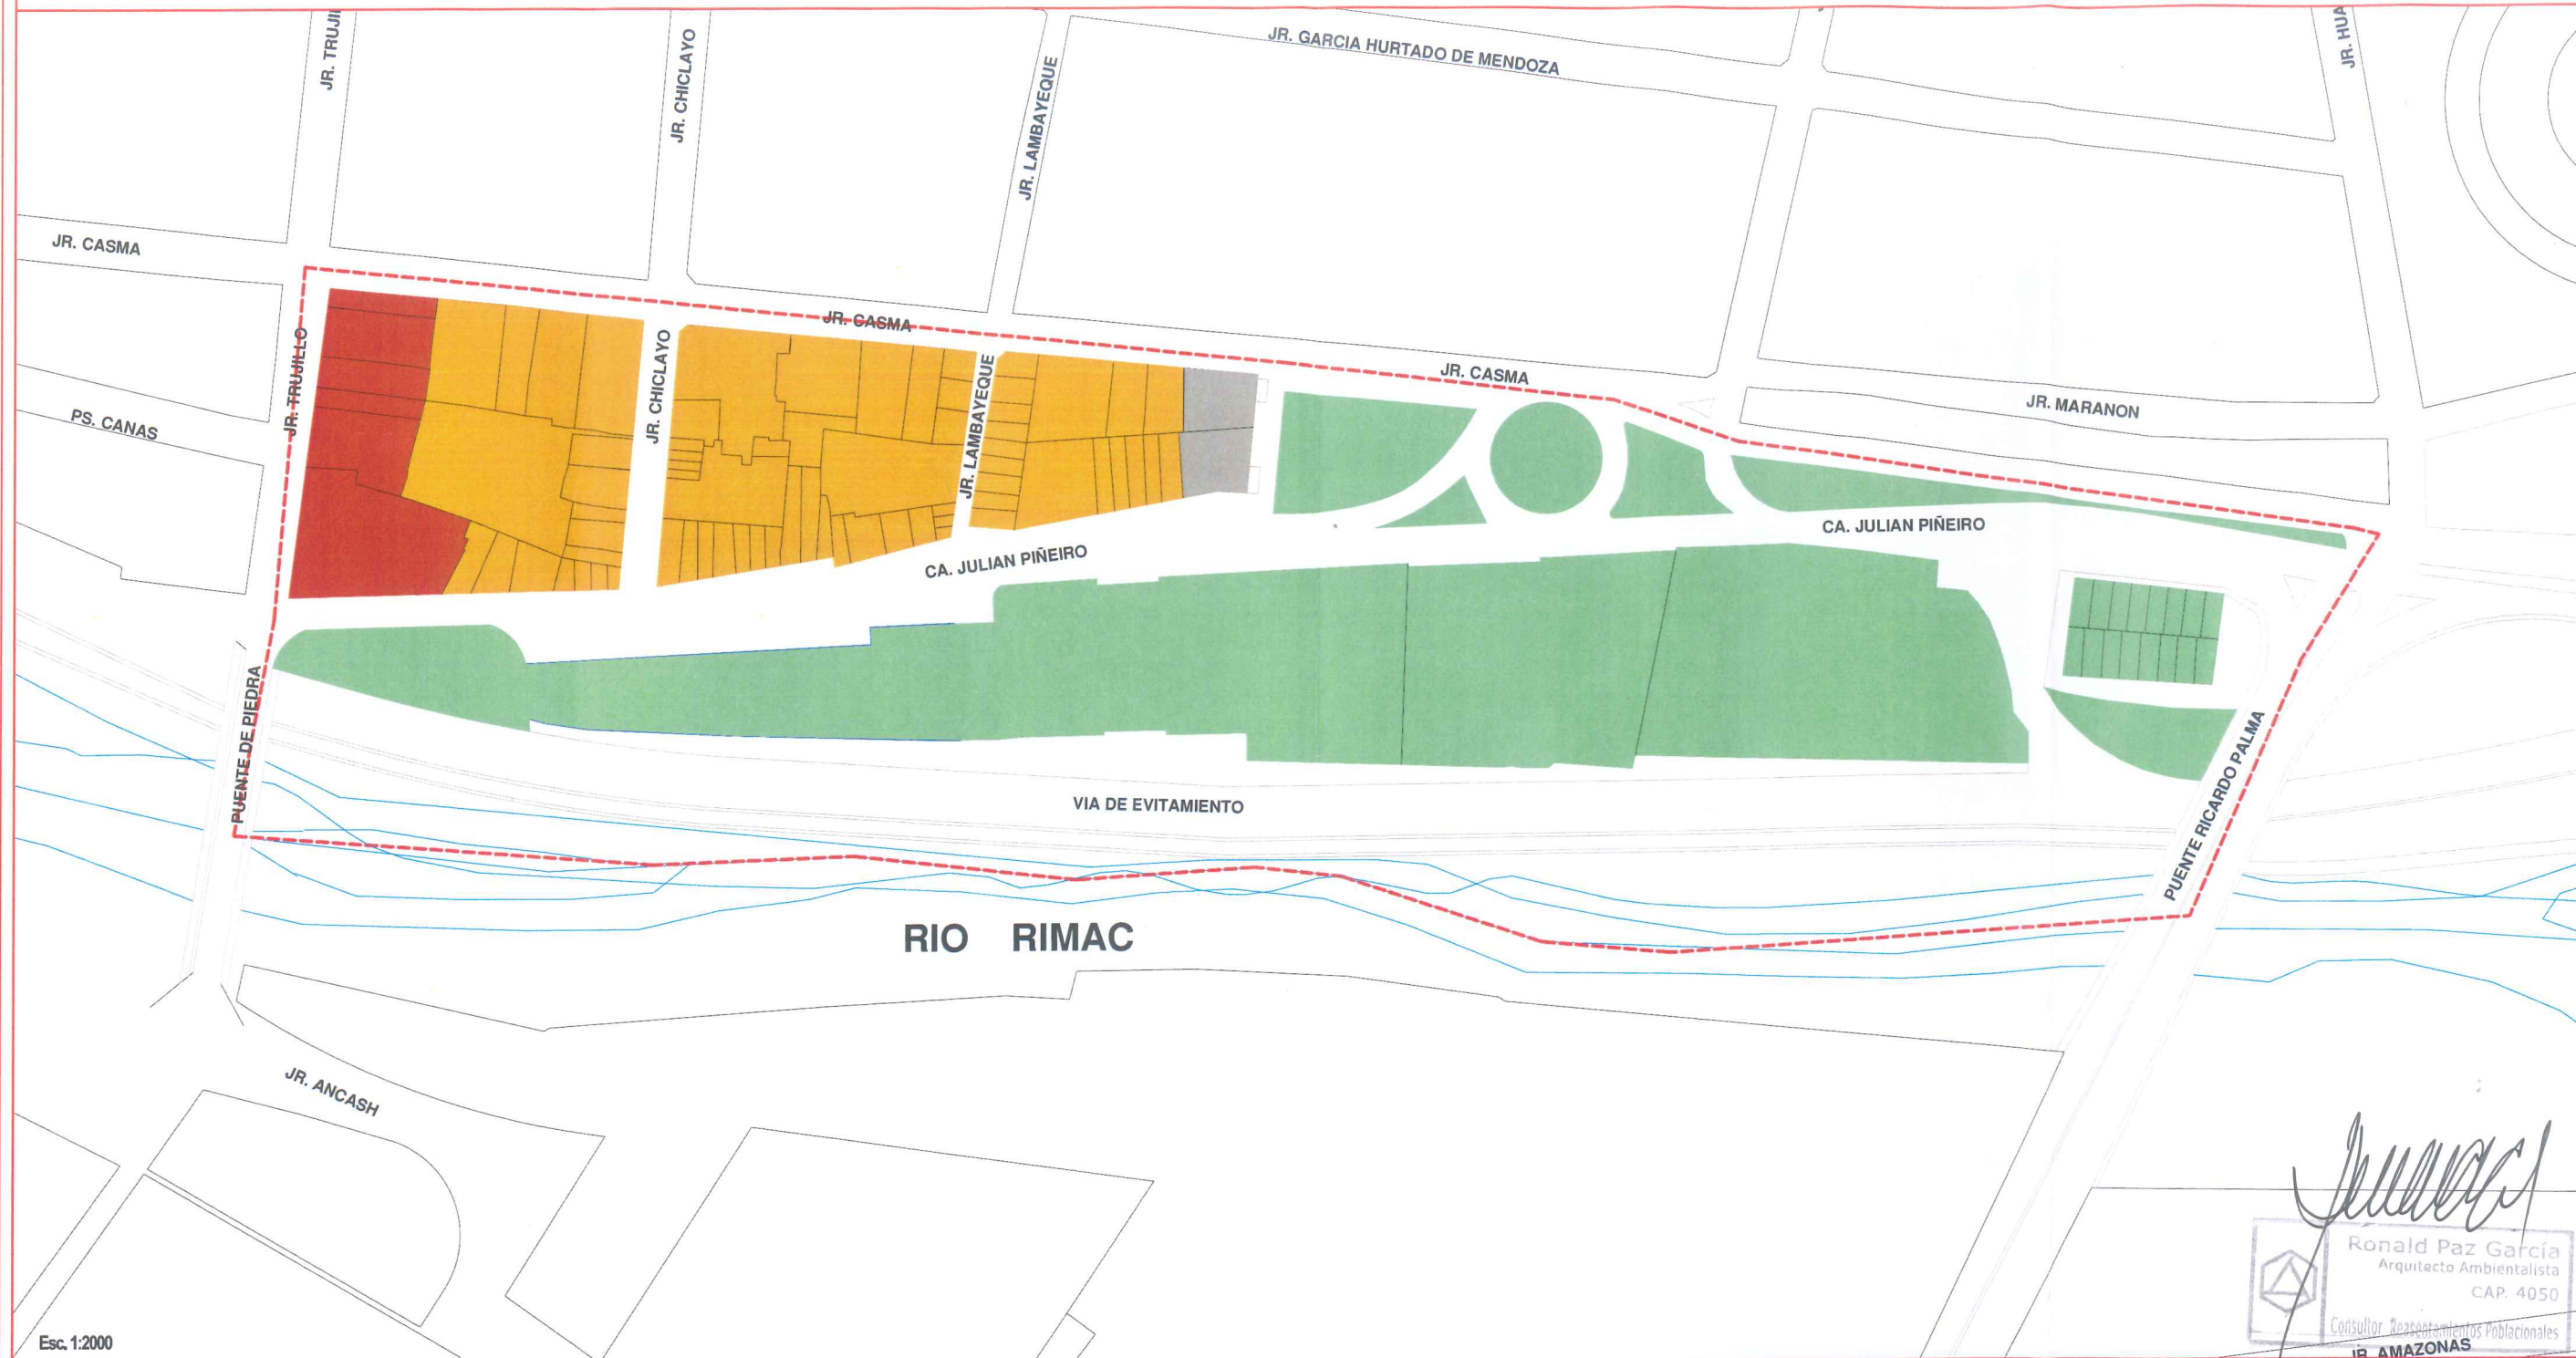 JR. TRUJI
JR. CHICLAYO
JR. LAMBAYEQUE
JR. GARCIA HURTADO DE MENDOZA
JR. HUA
JR. CASMA
JR. CASMA
JR. CASMA
JR. TRUJILLO
JR. CHICLAYO
JR. LAMBAYEQUE
JR. MARANON
PS. CANAS
CA. JULIAN PIÑEIRO
CA. JULIAN PIÑEIRO
PUENTE DE PIEDRA
VIA DE EVITAMIENTO
PUENTE RICARDO PALMA
RIO RIMAC
JR. ANCASH
Ronald Paz García
Arquitecto Ambientalista
CAP. 4050
Consultor Reasentamientos Poblacionales
JR. AMAZONAS
Esc. 1:2000